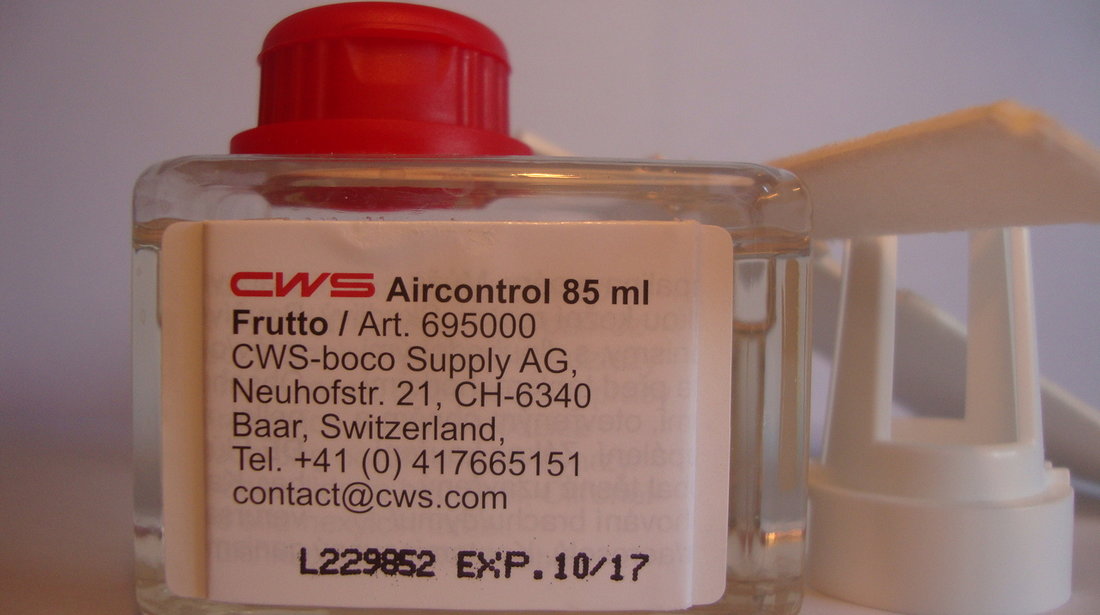 CWS Aircontrol 85 ml
Frutto / Art. 695000
CWS-boco Supply AG,
Neuhofstr. 21, CH-6340
Baar, Switzerland,
Tel. +41 (0) 417665151
contact@cws.com
L229852 EXP.10/17